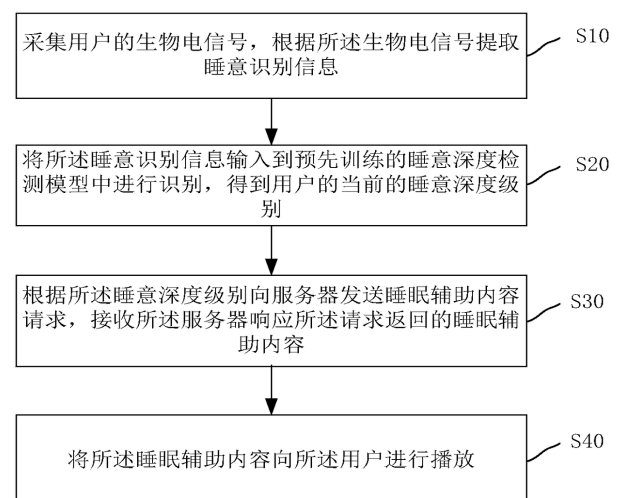 采集用户的生物电信号，根据所述生物电信号提取
睡意识别信息
S10
将所述睡意识别信息输入到预先训练的睡意深度检
测模型中进行识别，得到用户的当前的睡意深度级
别
S20
根据所述睡意深度级别向服务器发送睡眠辅助内容
请求，接收所述服务器响应所述请求返回的睡眠辅
助内容
S30
将所述睡眠辅助内容向所述用户进行播放
S40